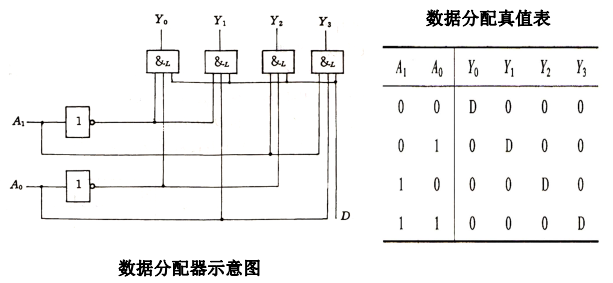 数据分配真值表
Y0 Y1 Y2 Y3
& & & &
A1 1
A0 1
D
数据分配器示意图
A1 A0 Y0 Y1 Y2 Y3
0 0 D 0 0 0
0 1 0 D 0 0
1 0 0 0 D 0
1 1 0 0 0 D